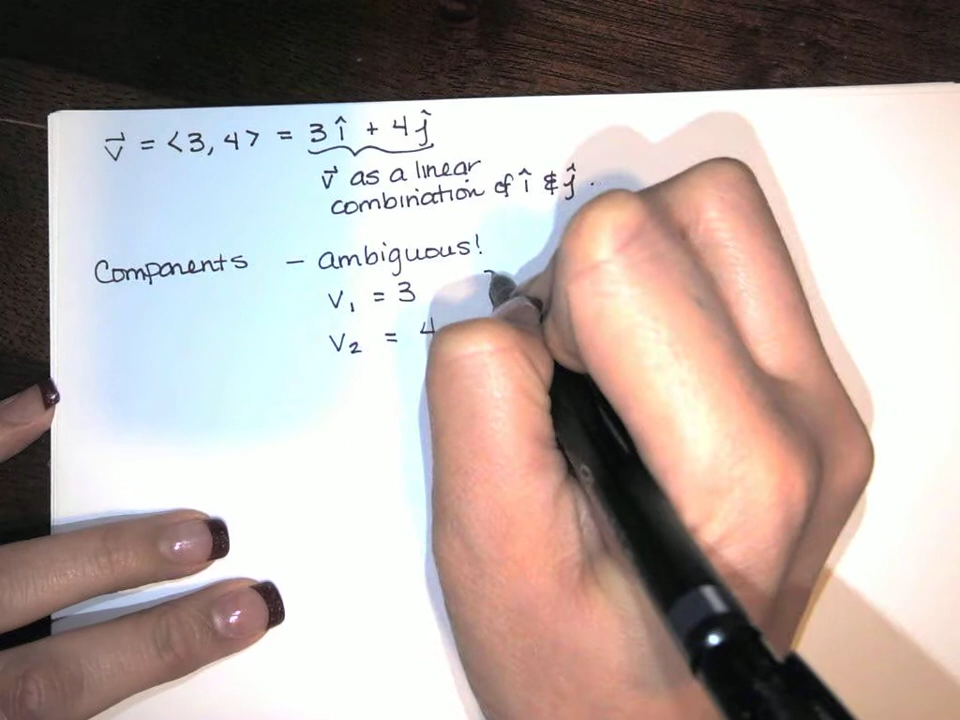 v⃗ = <3, 4> = 3î + 4ĵ
v⃗ as a linear
combination of î & ĵ.
Components – ambiguous!
v₁ = 3
v₂ = 4